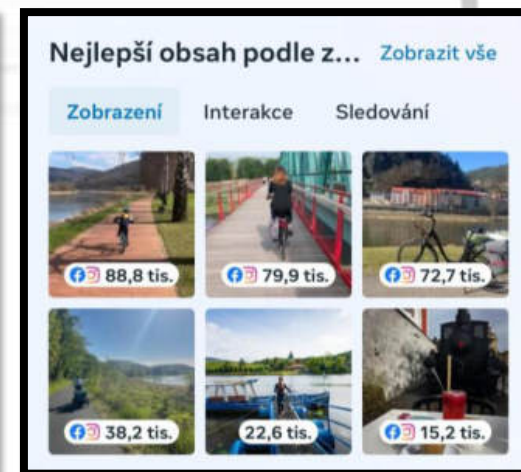 Nejlepší obsah podle z... Zobrazit vše
Zobrazení Interakce Sledování
88,8 tis. 79,9 tis. 72,7 tis.
38,2 tis. 22,6 tis. 15,2 tis.